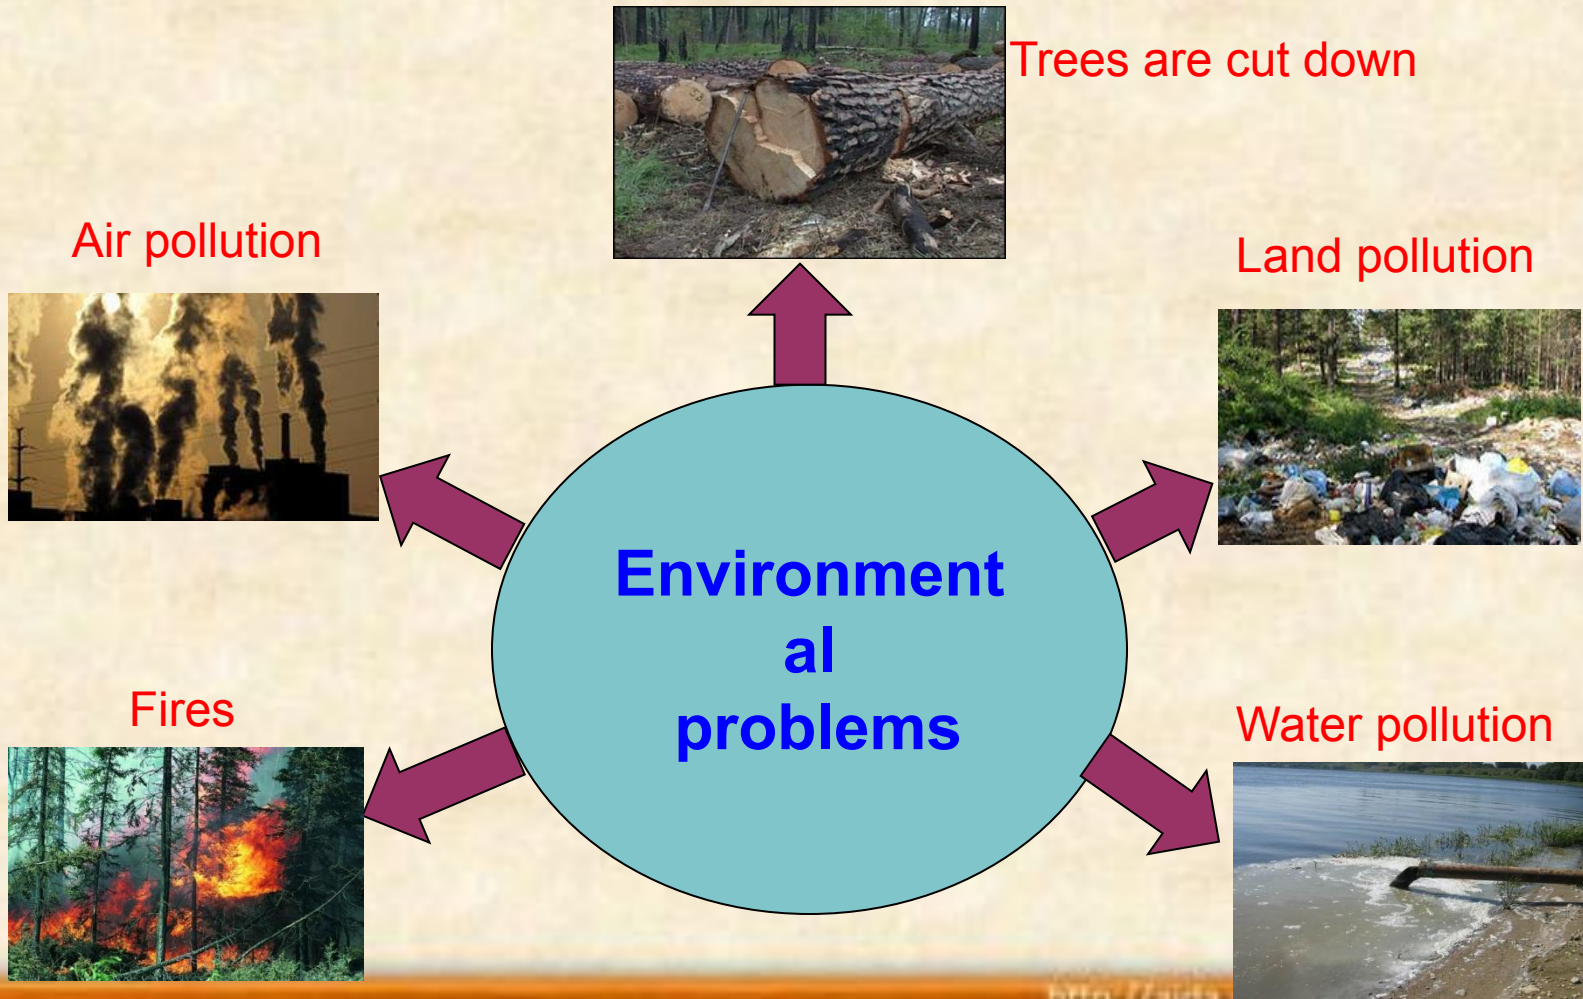 Trees are cut down
Air pollution
Land pollution
Environment
al
problems
Fires
Water pollution